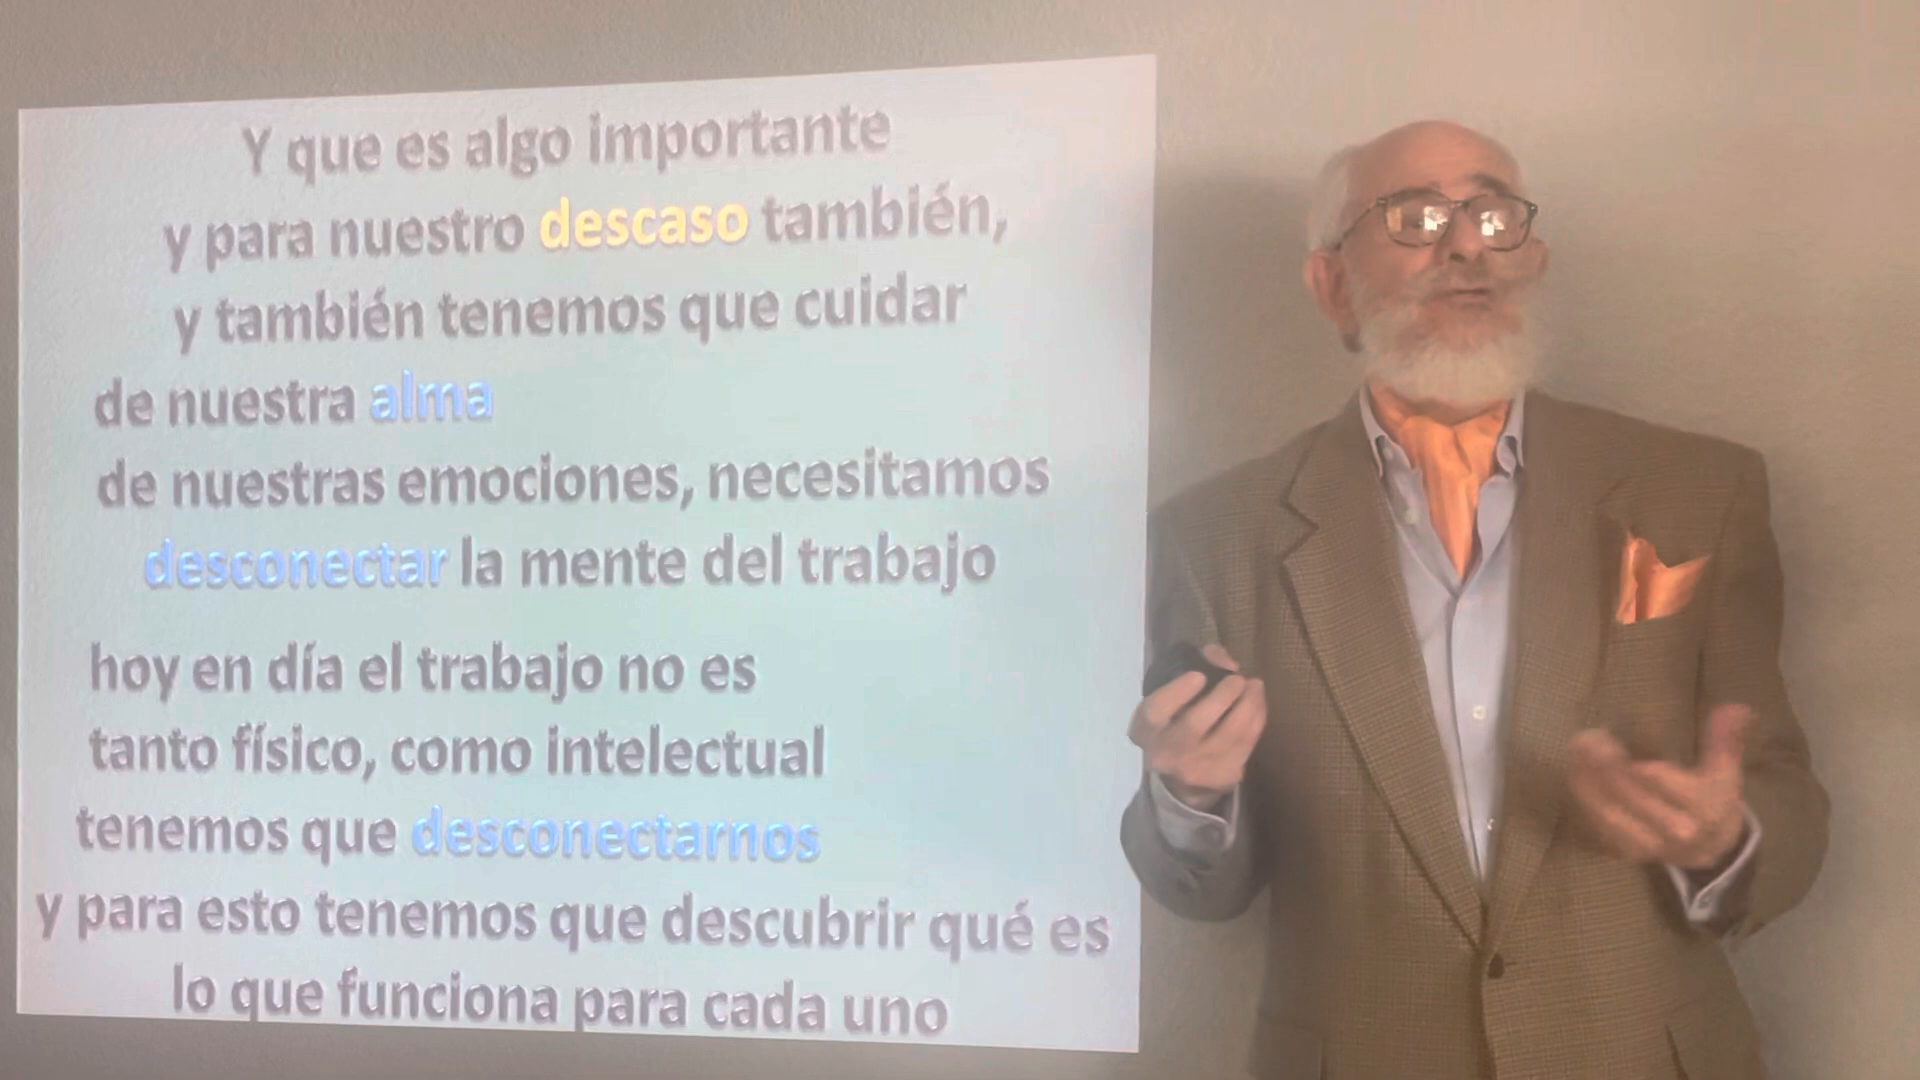 Y que es algo importante
y para nuestro descaso también,
y también tenemos que cuidar
de nuestra alma
de nuestras emociones, necesitamos
desconectar la mente del trabajo
hoy en día el trabajo no es
tanto físico, como intelectual
tenemos que desconectarnos
y para esto tenemos que descubrir qué es
lo que funciona para cada uno